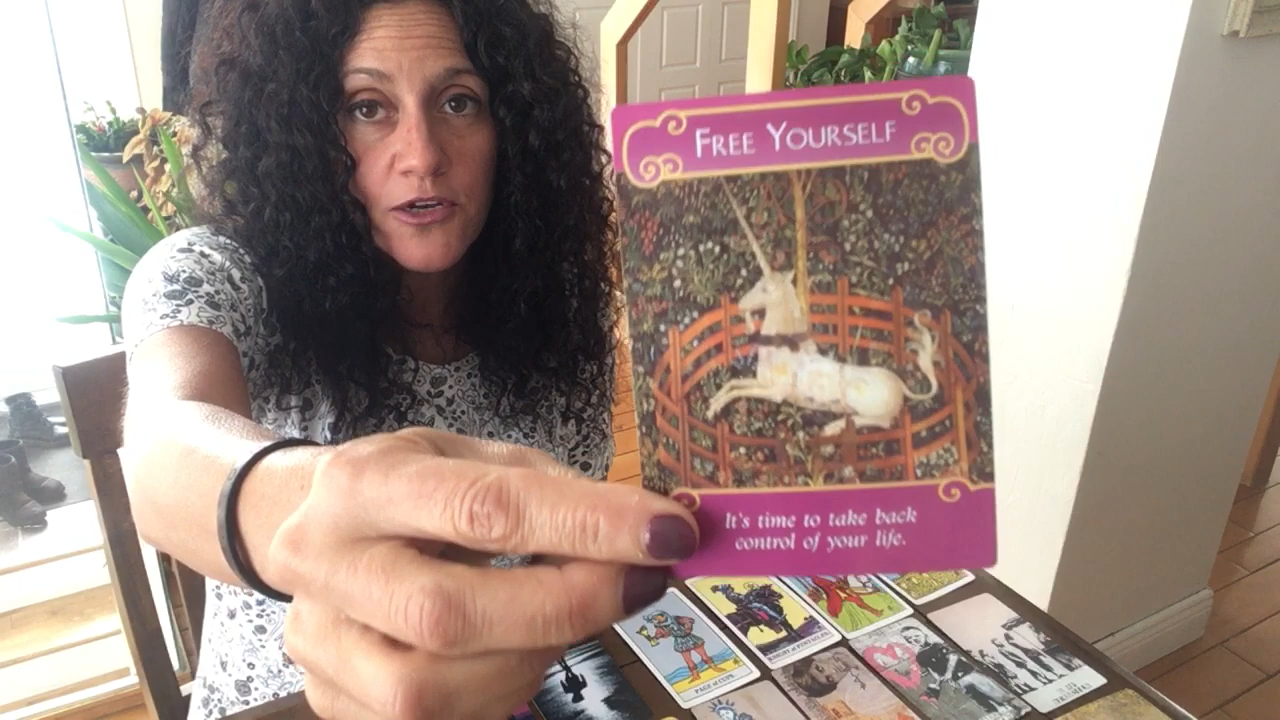 FREE YOURSELF
It's time to take back
control of your life.
PAGE of CUPS
KNIGHT of PENTACLES